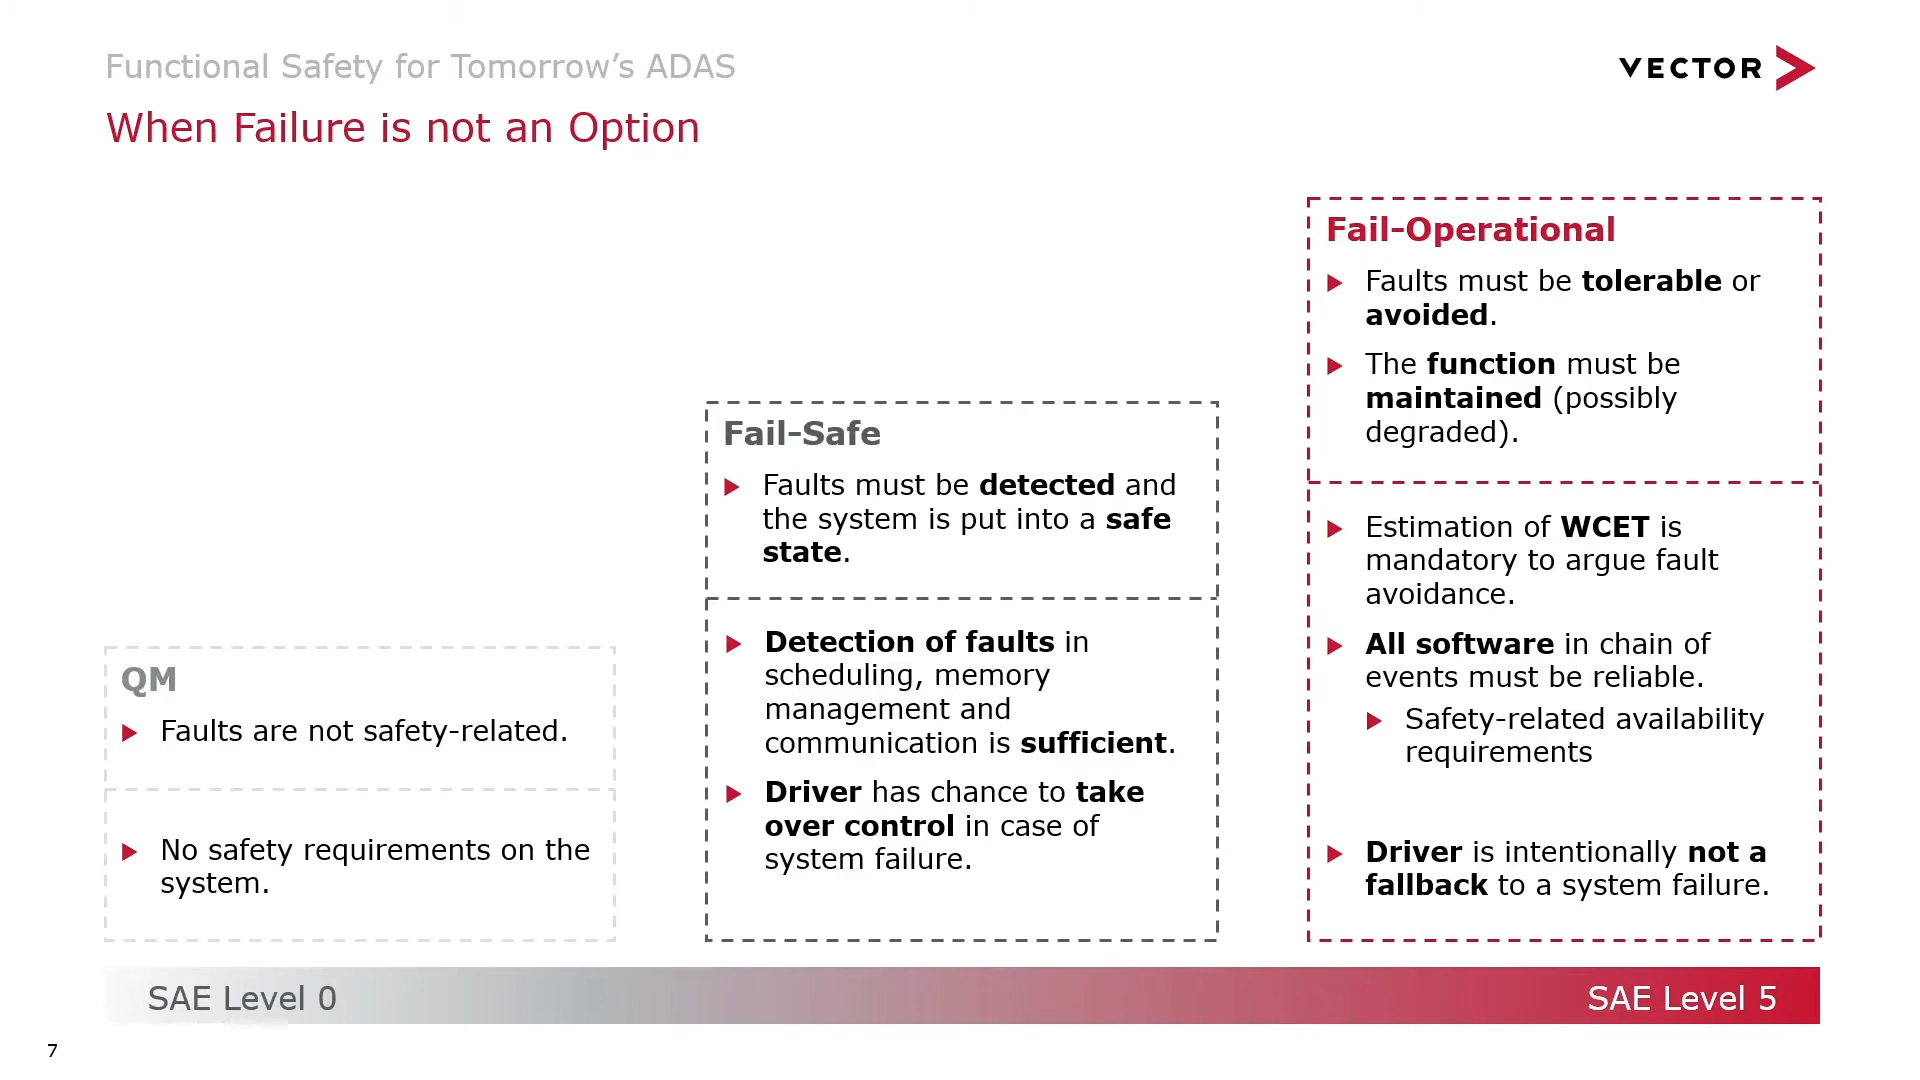 Functional Safety for Tomorrow's ADAS
VECTOR
When Failure is not an Option
QM
Faults are not safety-related.
No safety requirements on the
system.
Fail-Safe
Faults must be detected and
the system is put into a safe
state.
Detection of faults in
scheduling, memory
management and
communication is sufficient.
Driver has chance to take
over control in case of
system failure.
Fail-Operational
Faults must be tolerable or
avoided.
The function must be
maintained (possibly
degraded).
Estimation of WCET is
mandatory to argue fault
avoidance.
All software in chain of
events must be reliable.
Safety-related availability
requirements
Driver is intentionally not a
fallback to a system failure.
SAE Level 0
SAE Level 5
7